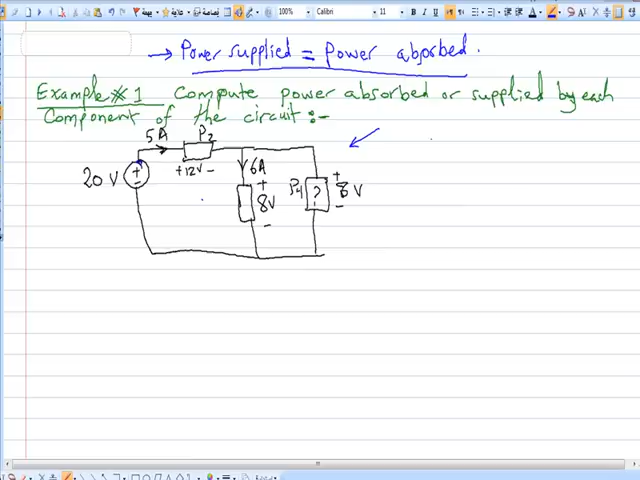 100% Calibri 11
→ Power supplied = Power absorbed.
Example # 1 Compute power absorbed or supplied by each
Component of the circuit :-
5A P2
20 V + - +12V- 6A + 8V - P4 ? + 8 V -